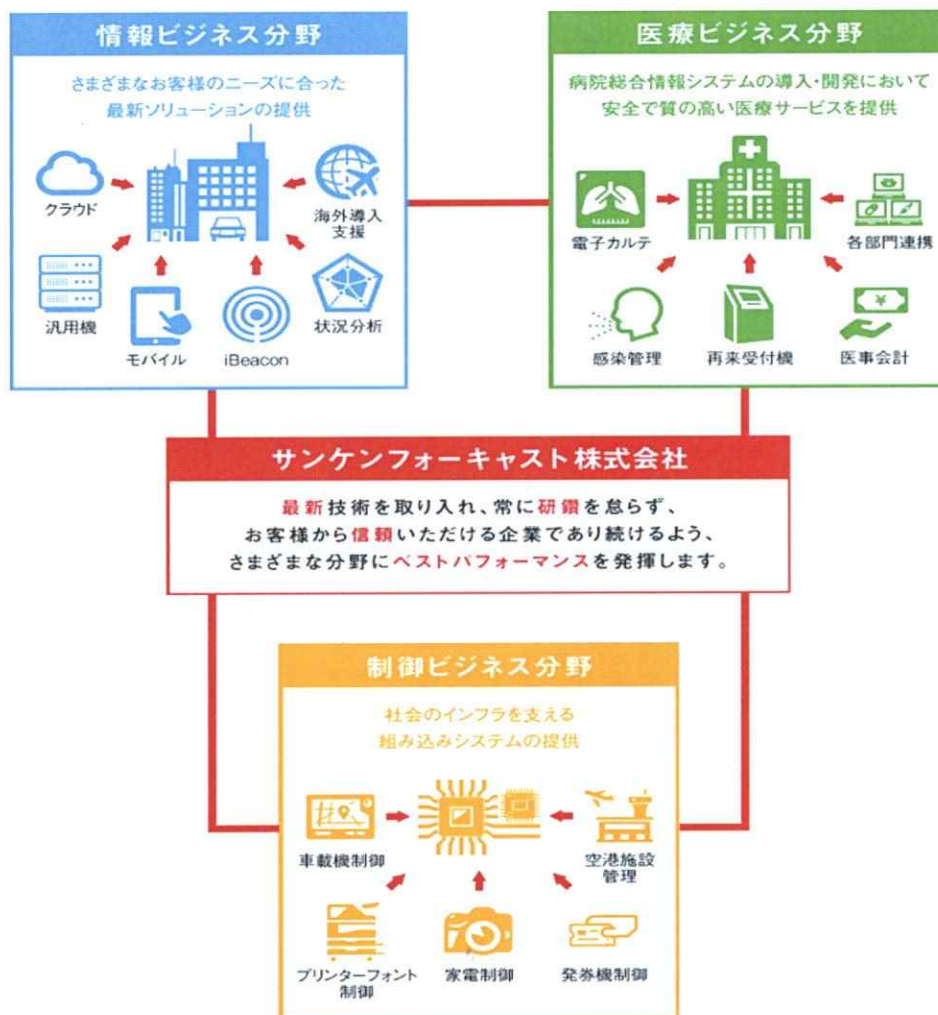 情報ビジネス分野
さまざまなお客様のニーズに合った
最新ソリューションの提供
クラウド
海外導入
支援
汎用機
モバイル
iBeacon
状況分析
医療ビジネス分野
病院総合情報システムの導入・開発において
安全で質の高い医療サービスを提供
電子カルテ
各部門連携
感染管理
再来受付機
医事会計
サンケンフォーキャスト株式会社
最新技術を取り入れ、常に研鑽を怠らず、
お客様から信頼いただける企業であり続けるよう、
さまざまな分野にベストパフォーマンスを発揮します。
制御ビジネス分野
社会のインフラを支える
組み込みシステムの提供
車載機制御
空港施設
管理
プリンターフォント
制御
家電制御
発券機制御